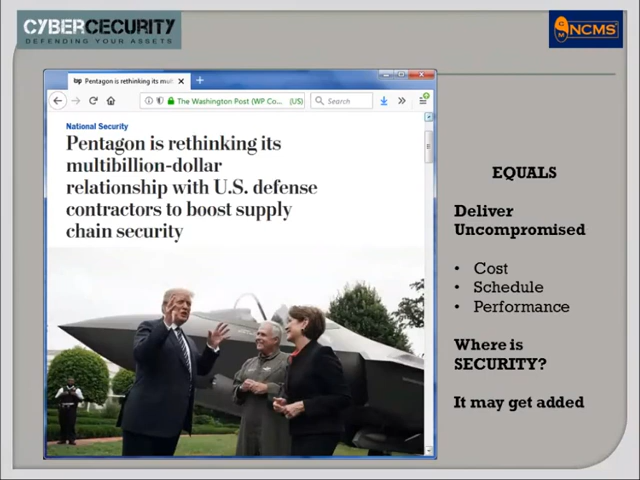 CYBERCECURITY
DEFENDING YOUR ASSETS
NCMS
Pentagon is rethinking its mult
The Washington Post (WP Co... (US)
Search
National Security
Pentagon is rethinking its
multibillion-dollar
relationship with U.S. defense
contractors to boost supply
chain security
EQUALS
Deliver
Uncompromised
• Cost
• Schedule
• Performance
Where is
SECURITY?
It may get added